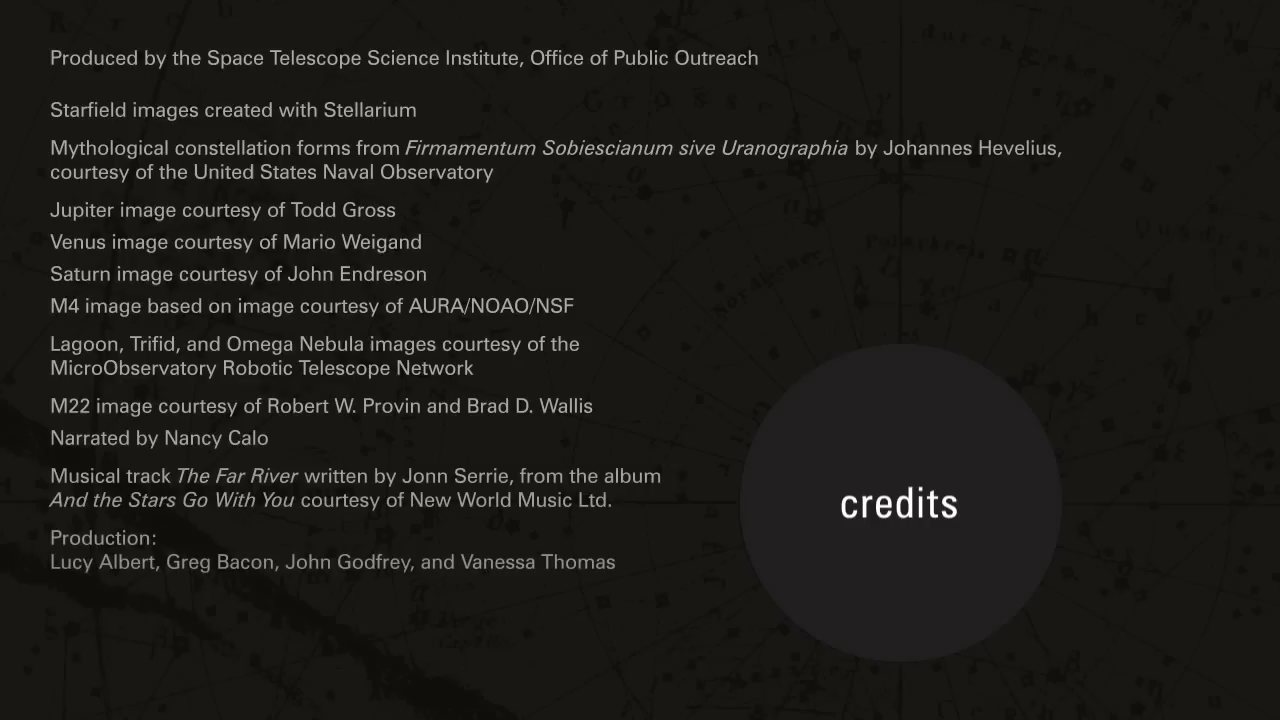 Produced by the Space Telescope Science Institute, Office of Public Outreach
Starfield images created with Stellarium
Mythological constellation forms from Firmamentum Sobiescianum sive Uranographia by Johannes Hevelius,
courtesy of the United States Naval Observatory
Jupiter image courtesy of Todd Gross
Venus image courtesy of Mario Weigand
Saturn image courtesy of John Endreson
M4 image based on image courtesy of AURA/NOAO/NSF
Lagoon, Trifid, and Omega Nebula images courtesy of the
MicroObservatory Robotic Telescope Network
M22 image courtesy of Robert W. Provin and Brad D. Wallis
Narrated by Nancy Calo
Musical track The Far River written by Jonn Serrie, from the album
And the Stars Go With You courtesy of New World Music Ltd.
Production:
Lucy Albert, Greg Bacon, John Godfrey, and Vanessa Thomas
credits